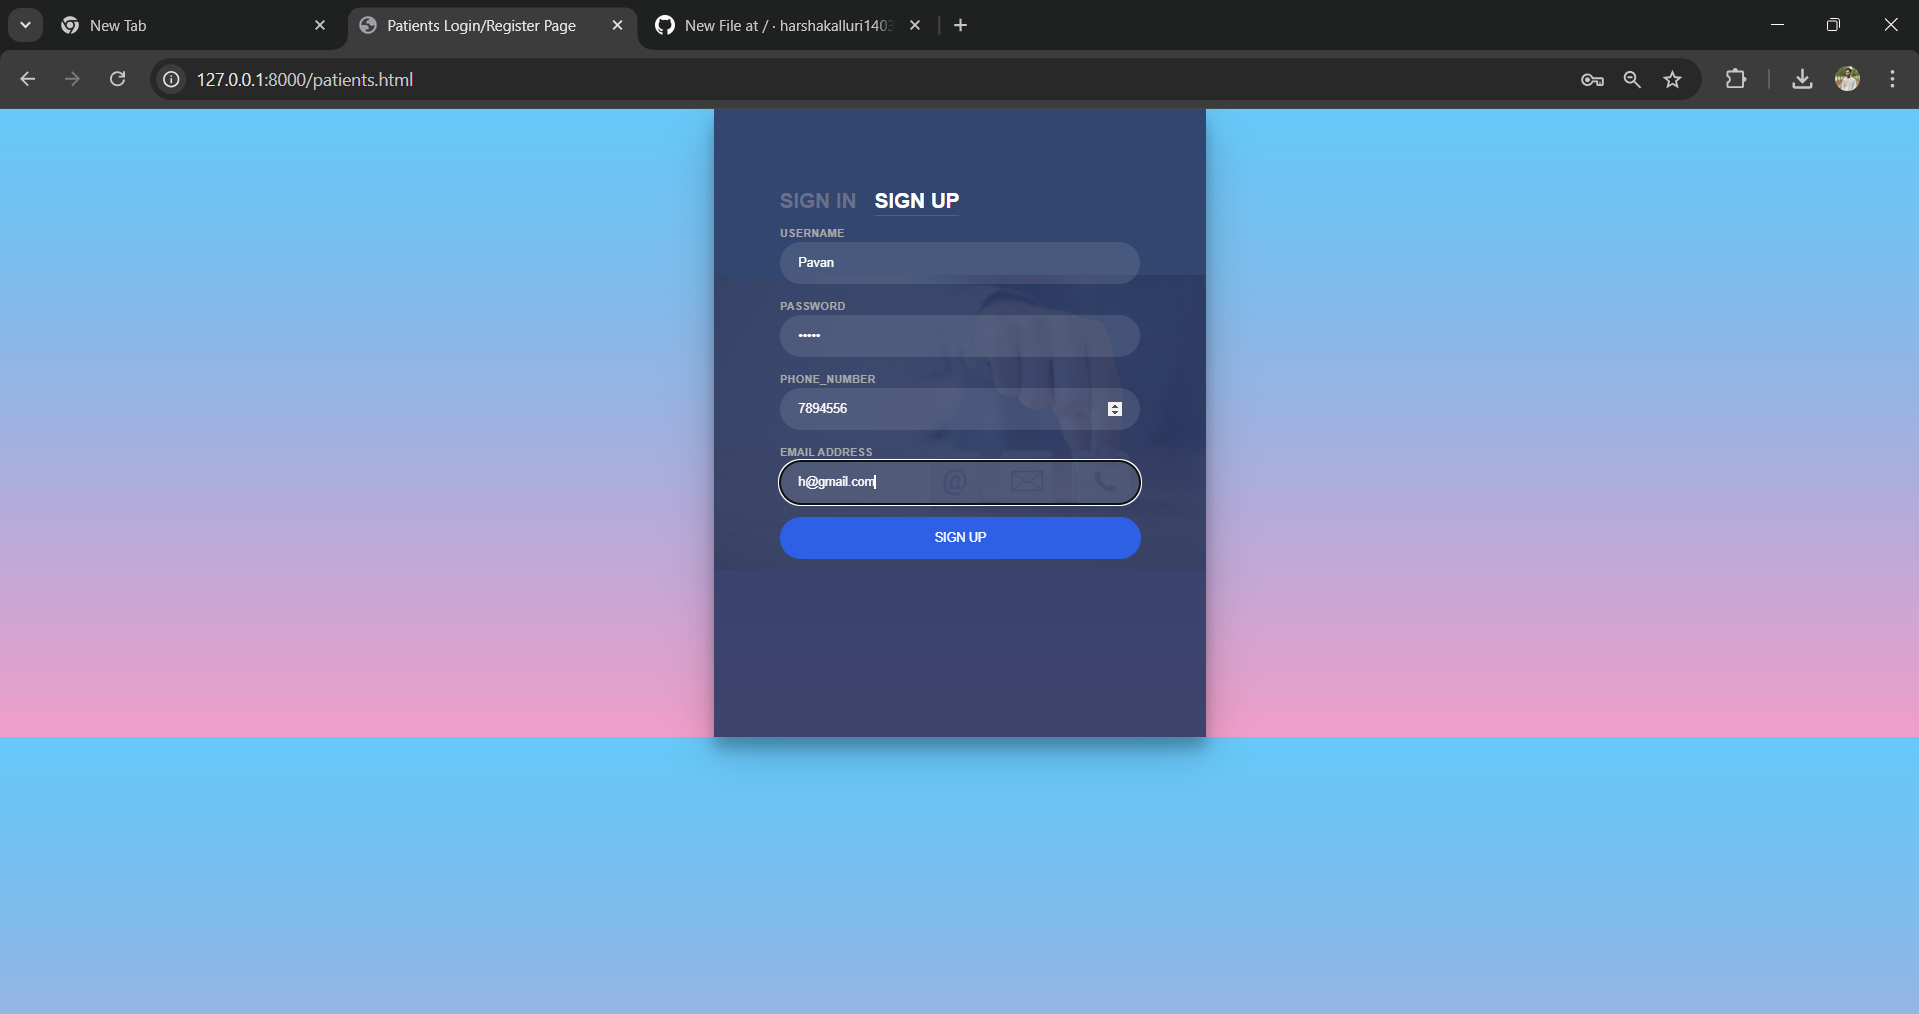 New Tab
Patients Login/Register Page
New File at / · harshakalluri1403
127.0.0.1:8000/patients.html
SIGN IN SIGN UP
USERNAME
Pavan
PASSWORD
•••••
PHONE_NUMBER
7894556
EMAIL ADDRESS
h@gmail.com
SIGN UP